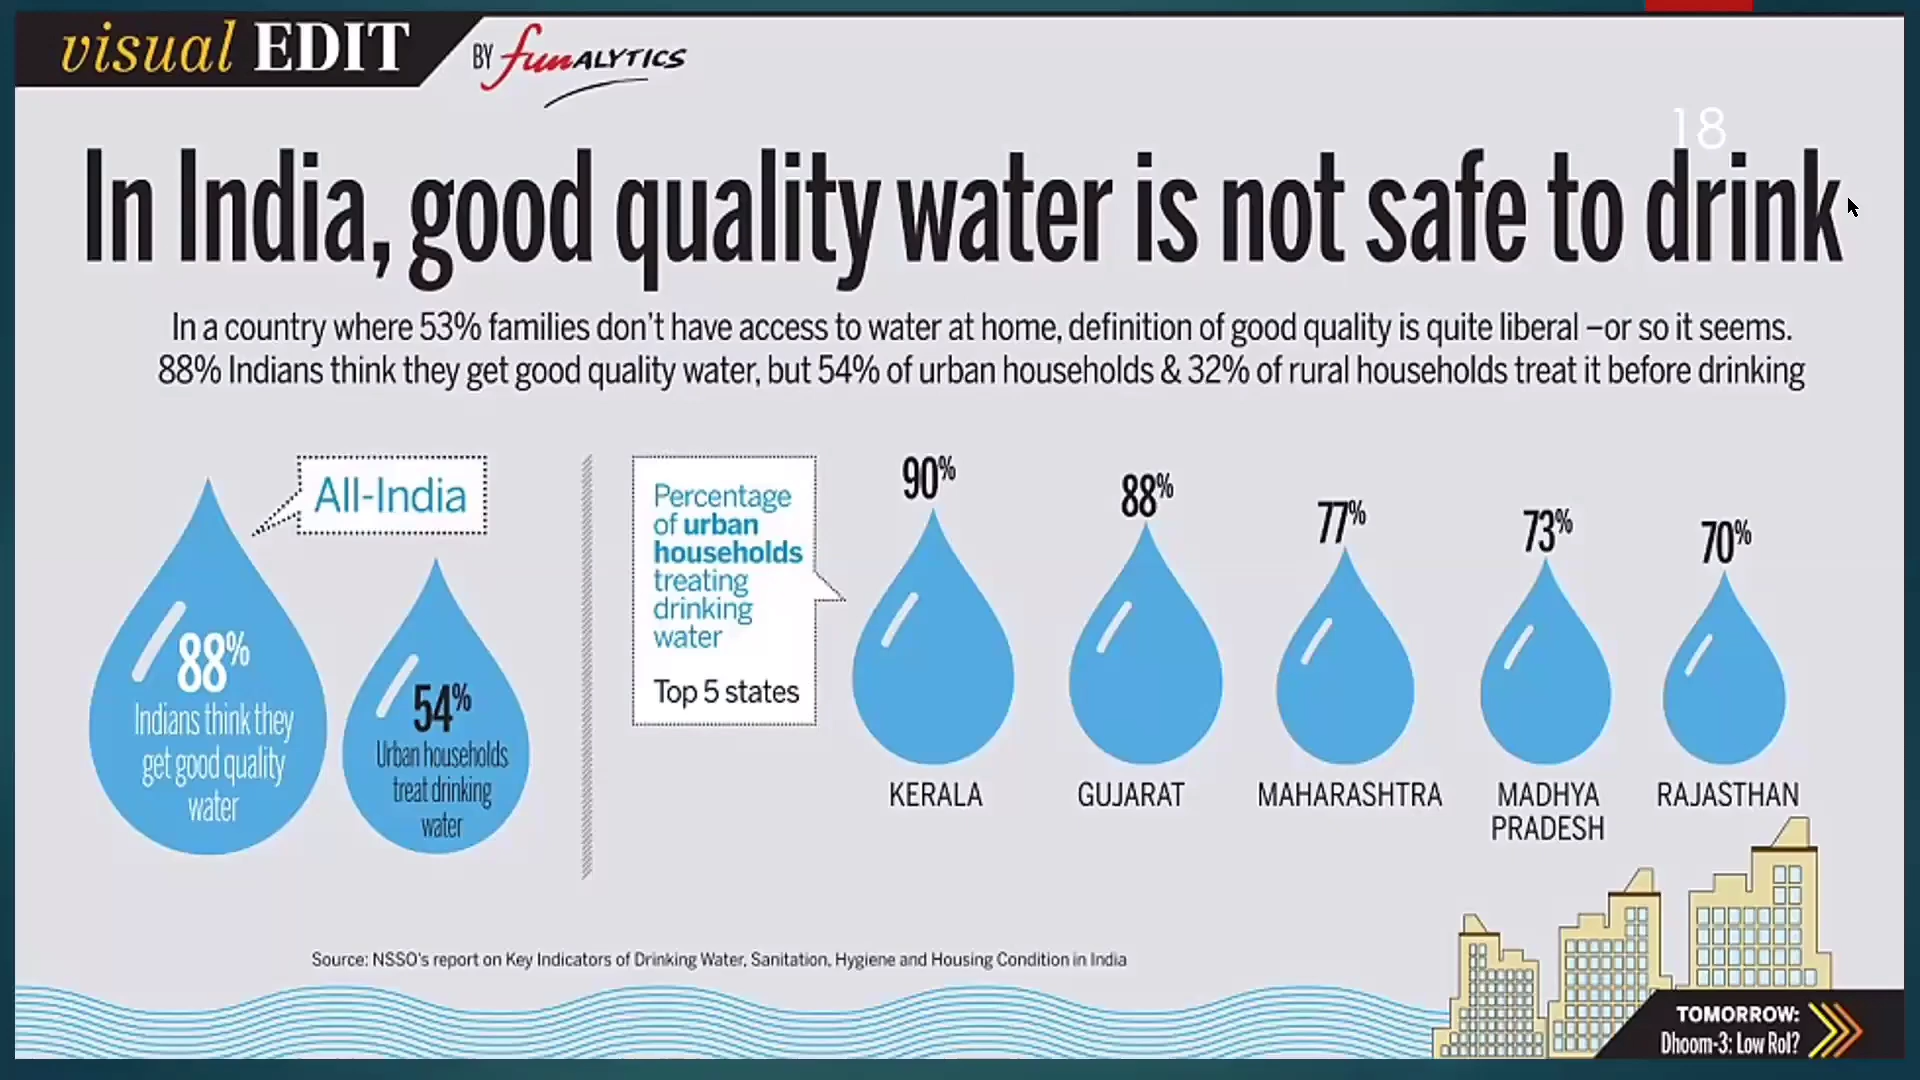 visual EDIT BY funALYTICS
18
In India, good quality water is not safe to drink
In a country where 53% families don't have access to water at home, definition of good quality is quite liberal –or so it seems.
88% Indians think they get good quality water, but 54% of urban households & 32% of rural households treat it before drinking
All-India
88%
Indians think they
get good quality
water
54%
Urban households
treat drinking
water
Percentage
of urban
households
treating
drinking
water
Top 5 states
90%
KERALA
88%
GUJARAT
77%
MAHARASHTRA
73%
MADHYA
PRADESH
70%
RAJASTHAN
Source: NSSO's report on Key Indicators of Drinking Water, Sanitation, Hygiene and Housing Condition in India
TOMORROW:
Dhoom-3: Low RoI?